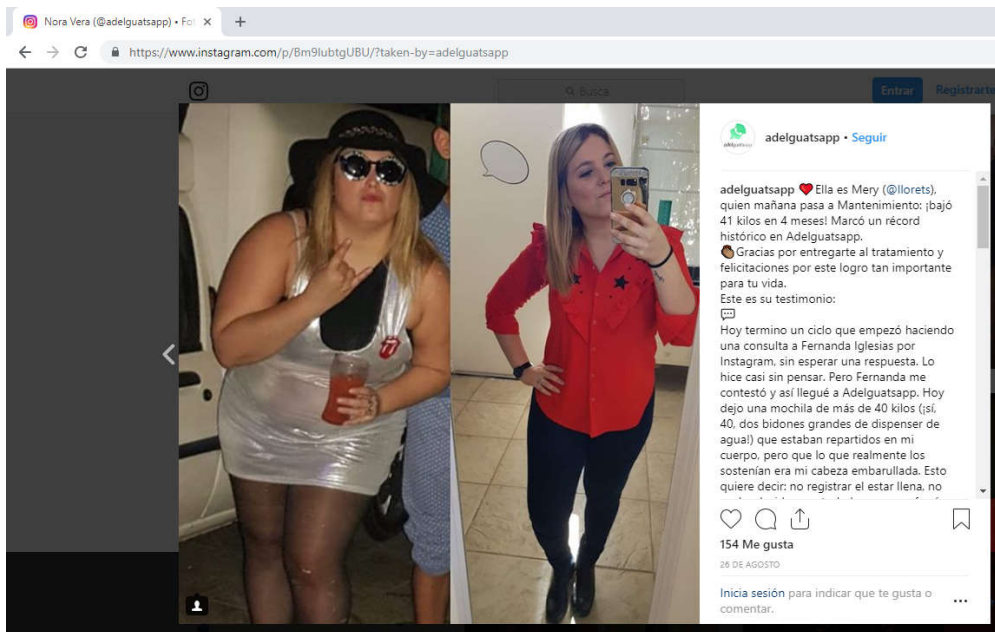 Nora Vera (@adelguatsapp) • Fot
https://www.instagram.com/p/Bm9IubtgUBU/?taken-by=adelguatsapp
Busca
Entrar
Registrarte
adelguatsapp • Seguir
adelguatsapp ❤️Ella es Mery (@llorets),
quien mañana pasa a Mantenimiento: ¡bajó
41 kilos en 4 meses! Marcó un récord
histórico en Adelguatsapp.
👏🏾Gracias por entregarte al tratamiento y
felicitaciones por este logro tan importante
para tu vida.
Este es su testimonio:
💬
Hoy termino un ciclo que empezó haciendo
una consulta a Fernanda Iglesias por
Instagram, sin esperar una respuesta. Lo
hice casi sin pensar. Pero Fernanda me
contestó y así llegué a Adelguatsapp. Hoy
dejo una mochila de más de 40 kilos (¡sí,
40, dos bidones grandes de dispenser de
agua!) que estaban repartidos en mi
cuerpo, pero que lo que realmente los
sostenían era mi cabeza embarullada. Esto
quiere decir: no registrar el estar llena, no
154 Me gusta
26 DE AGOSTO
Inicia sesión para indicar que te gusta o
comentar.